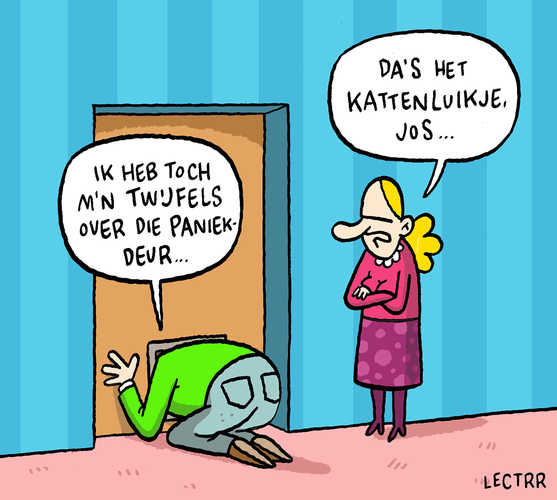 IK HEB TOCH
M'N TWIJFELS
OVER DIE PANIEK-
DEUR...
DA'S HET
KATTENLUIKJE,
JOS...
LECTRR